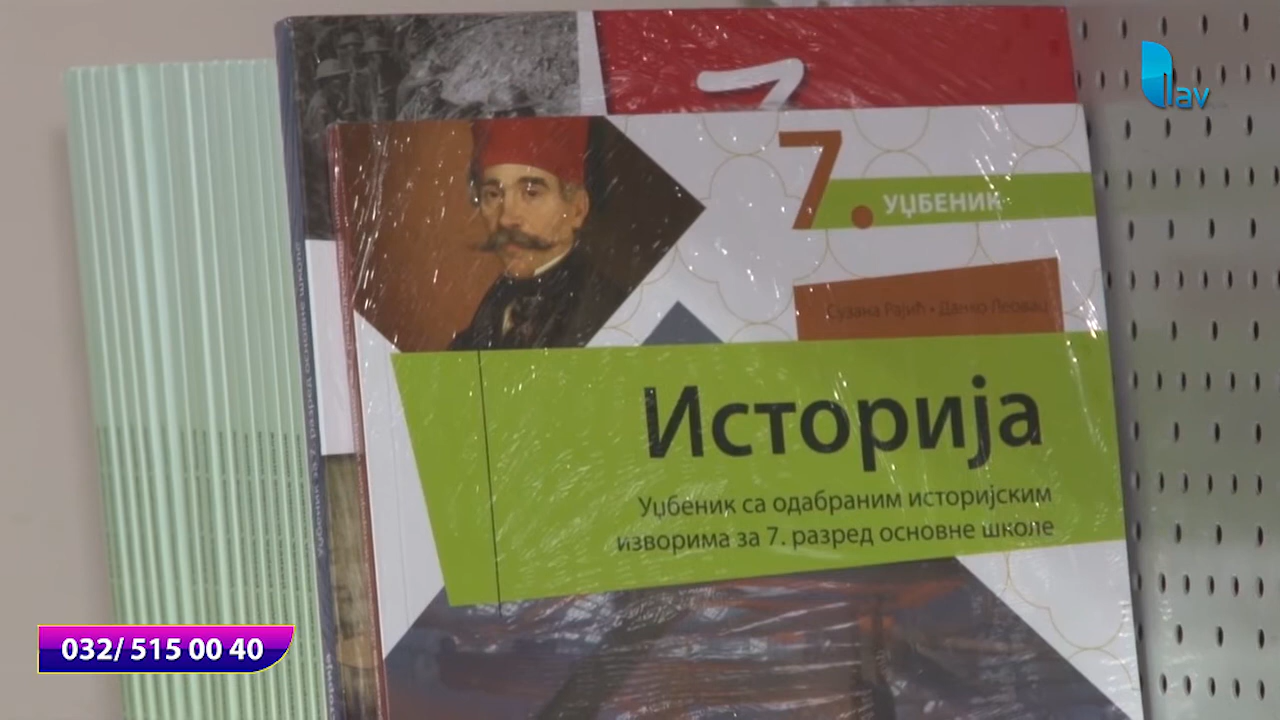 lav
7
7. УЏБЕНИК
Сузана Рајић • Данко Леовац
Историја
Уџбеник са одабраним историјским
изворима за 7. разред основне школе
032/ 515 00 40